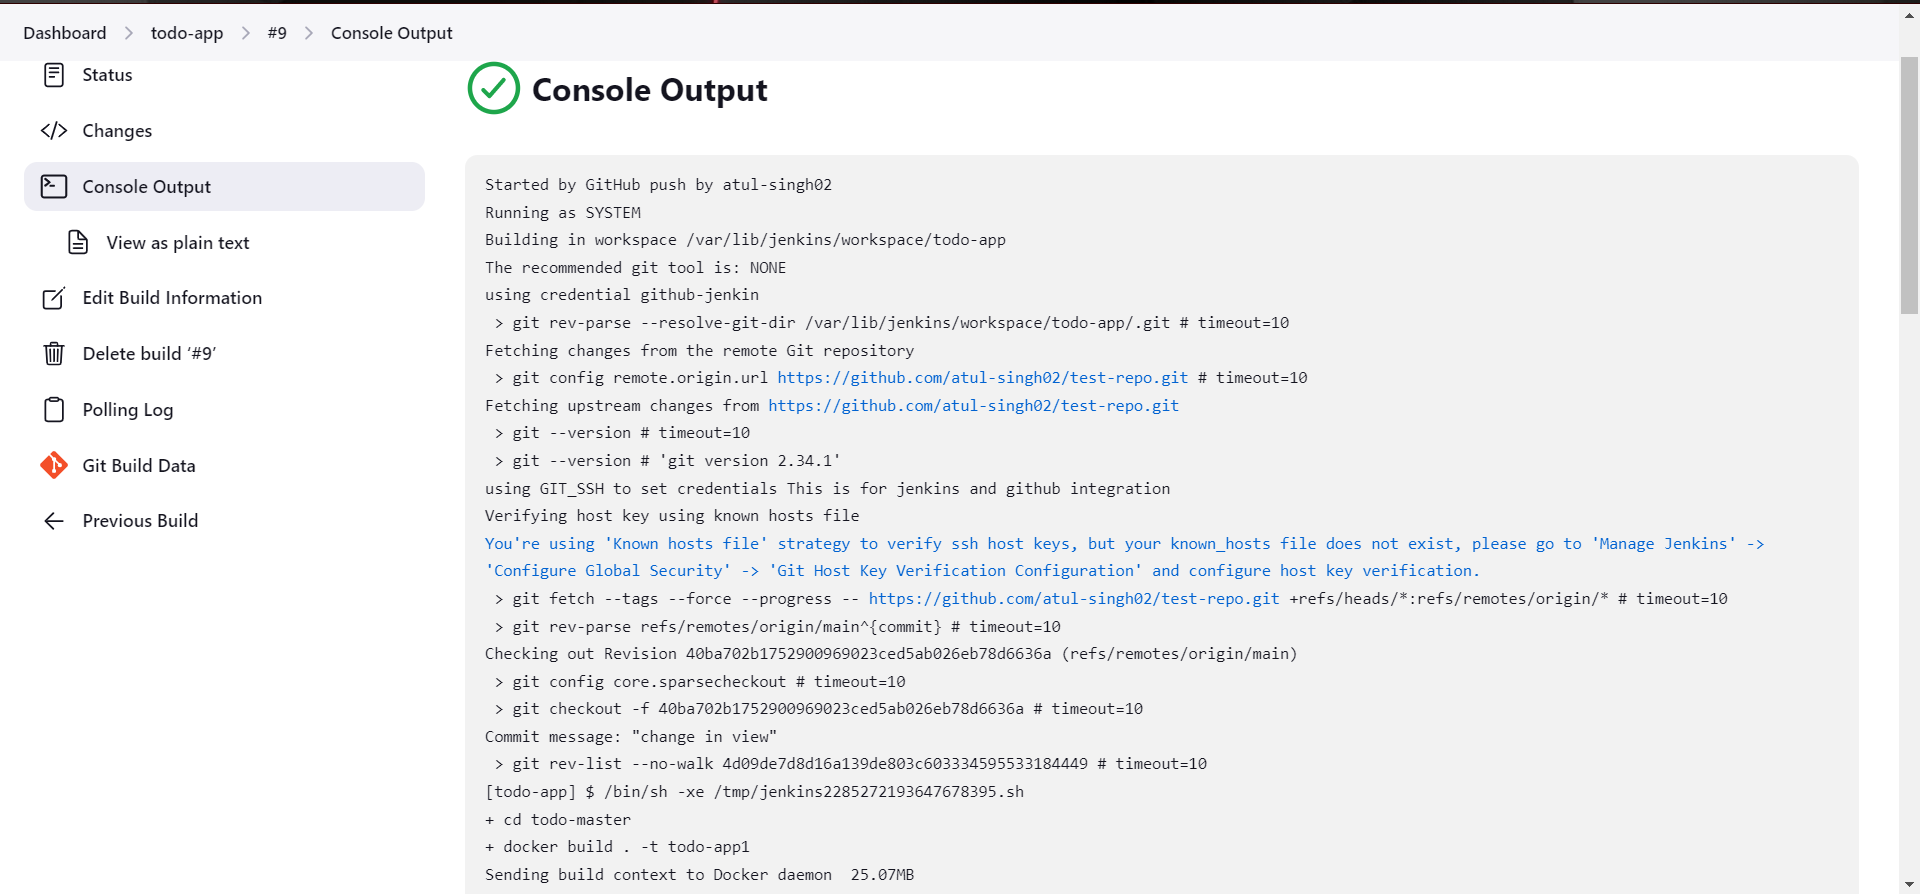 Dashboard > todo-app > #9 > Console Output
Status
Changes
Console Output
View as plain text
Edit Build Information
Delete build ‘#9’
Polling Log
Git Build Data
Previous Build
Console Output
Started by GitHub push by atul-singh02
Running as SYSTEM
Building in workspace /var/lib/jenkins/workspace/todo-app
The recommended git tool is: NONE
using credential github-jenkin
 > git rev-parse --resolve-git-dir /var/lib/jenkins/workspace/todo-app/.git # timeout=10
Fetching changes from the remote Git repository
 > git config remote.origin.url https://github.com/atul-singh02/test-repo.git # timeout=10
Fetching upstream changes from https://github.com/atul-singh02/test-repo.git
 > git --version # timeout=10
 > git --version # 'git version 2.34.1'
using GIT_SSH to set credentials This is for jenkins and github integration
Verifying host key using known hosts file
You're using 'Known hosts file' strategy to verify ssh host keys, but your known_hosts file does not exist, please go to 'Manage Jenkins' ->
'Configure Global Security' -> 'Git Host Key Verification Configuration' and configure host key verification.
 > git fetch --tags --force --progress -- https://github.com/atul-singh02/test-repo.git +refs/heads/*:refs/remotes/origin/* # timeout=10
 > git rev-parse refs/remotes/origin/main^{commit} # timeout=10
Checking out Revision 40ba702b1752900969023ced5ab026eb78d6636a (refs/remotes/origin/main)
 > git config core.sparsecheckout # timeout=10
 > git checkout -f 40ba702b1752900969023ced5ab026eb78d6636a # timeout=10
Commit message: "change in view"
 > git rev-list --no-walk 4d09de7d8d16a139de803c603334595533184449 # timeout=10
[todo-app] $ /bin/sh -xe /tmp/jenkins2285272193647678395.sh
+ cd todo-master
+ docker build . -t todo-app1
Sending build context to Docker daemon  25.07MB